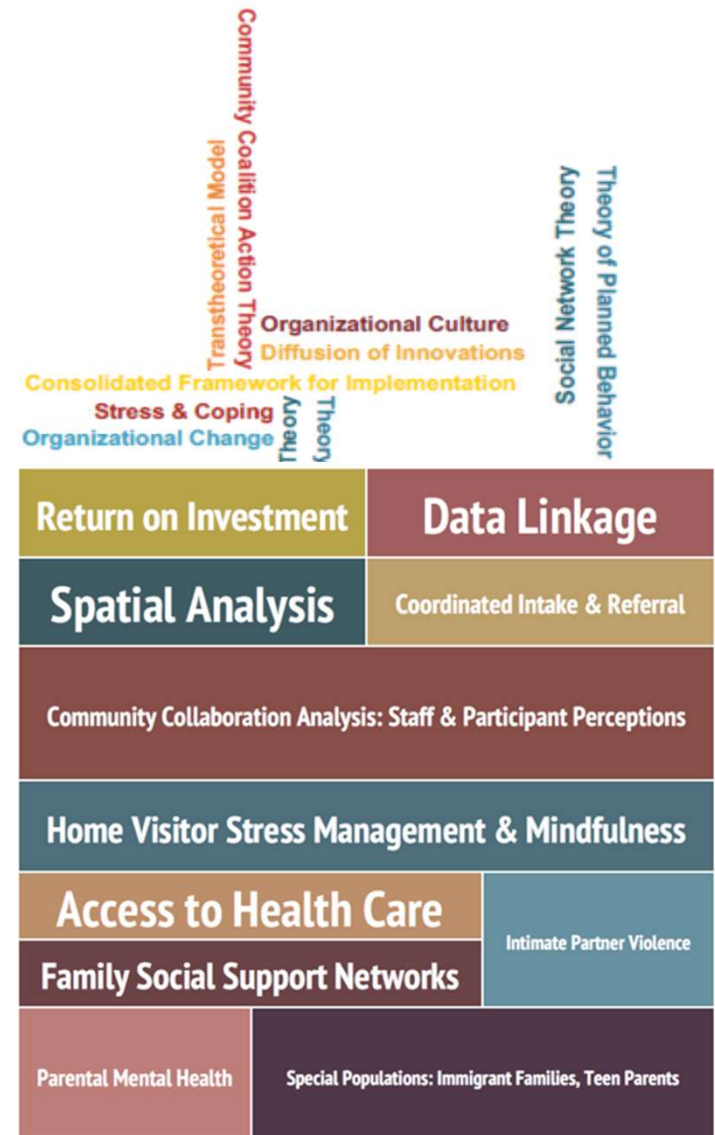 Community Coalition Action Theory
Transtheoretical Model
Social Network Theory
Theory of Planned Behavior
Organizational Culture
Diffusion of Innovations
Consolidated Framework for Implementation
Stress & Coping
Organizational Change
Theory
Theory
Return on Investment
Data Linkage
Spatial Analysis
Coordinated Intake & Referral
Community Collaboration Analysis: Staff & Participant Perceptions
Home Visitor Stress Management & Mindfulness
Access to Health Care
Intimate Partner Violence
Family Social Support Networks
Parental Mental Health
Special Populations: Immigrant Families, Teen Parents